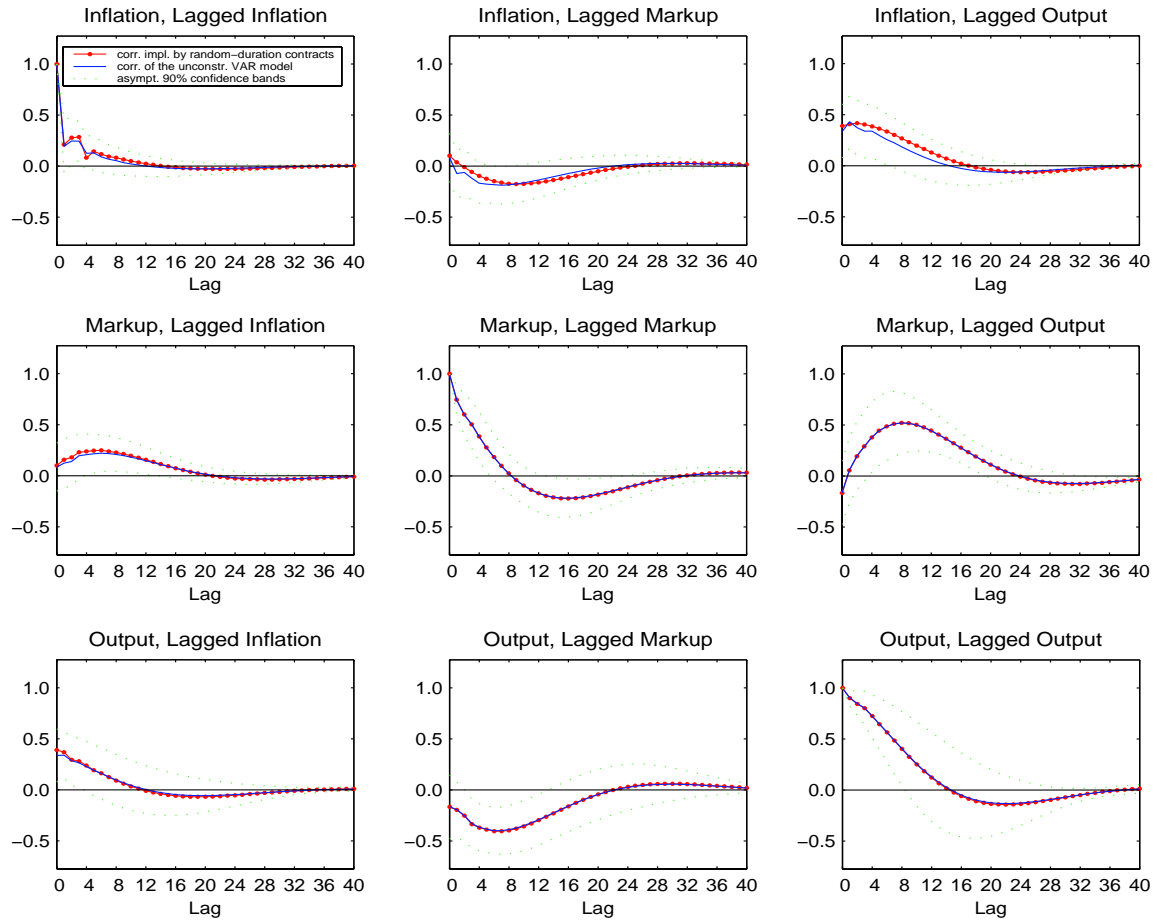 Inflation, Lagged Inflation
corr. impl. by random−duration contracts
corr. of the unconstr. VAR model
asympt. 90% confidence bands
1.0
0.5
0.0
−0.5
0 4 8 12 16 20 24 28 32 36 40
Lag
Inflation, Lagged Markup
1.0
0.5
0.0
−0.5
0 4 8 12 16 20 24 28 32 36 40
Lag
Inflation, Lagged Output
1.0
0.5
0.0
−0.5
0 4 8 12 16 20 24 28 32 36 40
Lag
Markup, Lagged Inflation
1.0
0.5
0.0
−0.5
0 4 8 12 16 20 24 28 32 36 40
Lag
Markup, Lagged Markup
1.0
0.5
0.0
−0.5
0 4 8 12 16 20 24 28 32 36 40
Lag
Markup, Lagged Output
1.0
0.5
0.0
−0.5
0 4 8 12 16 20 24 28 32 36 40
Lag
Output, Lagged Inflation
1.0
0.5
0.0
−0.5
0 4 8 12 16 20 24 28 32 36 40
Lag
Output, Lagged Markup
1.0
0.5
0.0
−0.5
0 4 8 12 16 20 24 28 32 36 40
Lag
Output, Lagged Output
1.0
0.5
0.0
−0.5
0 4 8 12 16 20 24 28 32 36 40
Lag